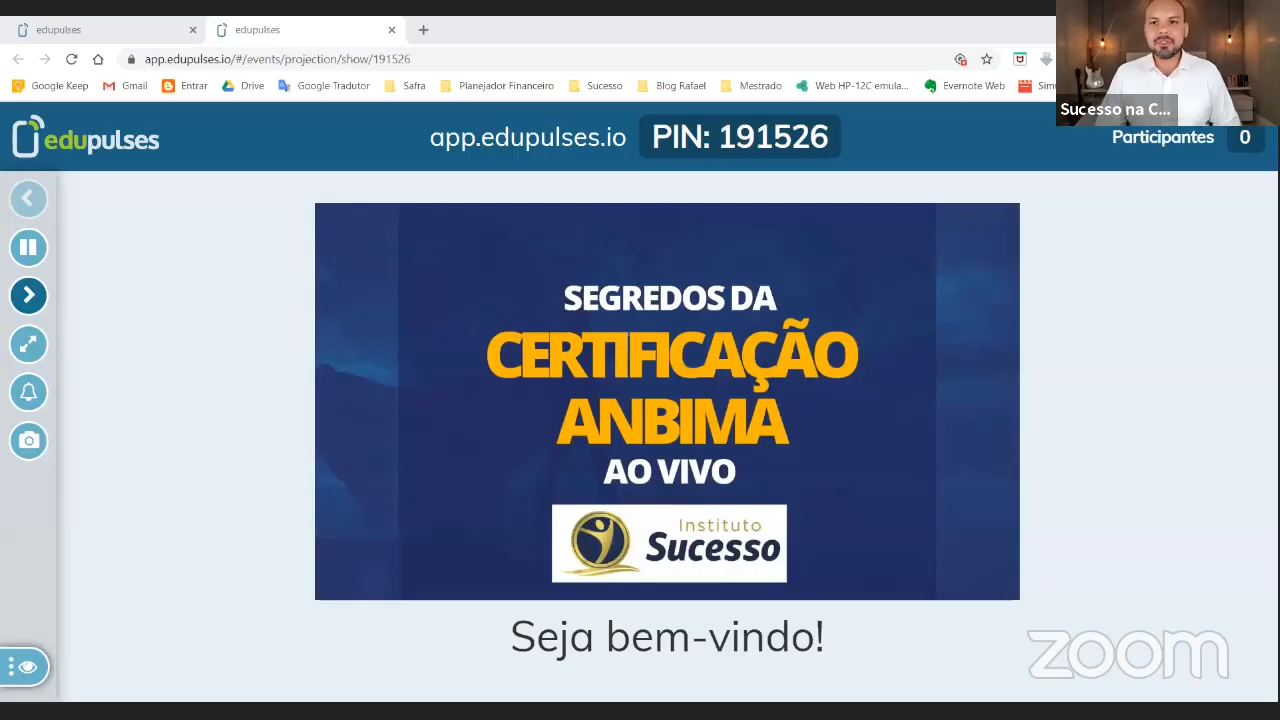 edupulses
edupulses
app.edupulses.io/#/events/projection/show/191526
Google Keep
Gmail
Entrar
Drive
Google Tradutor
Safra
Planejador Financeiro
Sucesso
Blog Rafael
Mestrado
Web HP-12C emula...
Evernote Web
Sucesso na C...
edupulses
app.edupulses.io
PIN: 191526
Participantes
0
SEGREDOS DA
CERTIFICAÇÃO
ANBIMA
AO VIVO
Instituto
Sucesso
Seja bem-vindo!
zoom